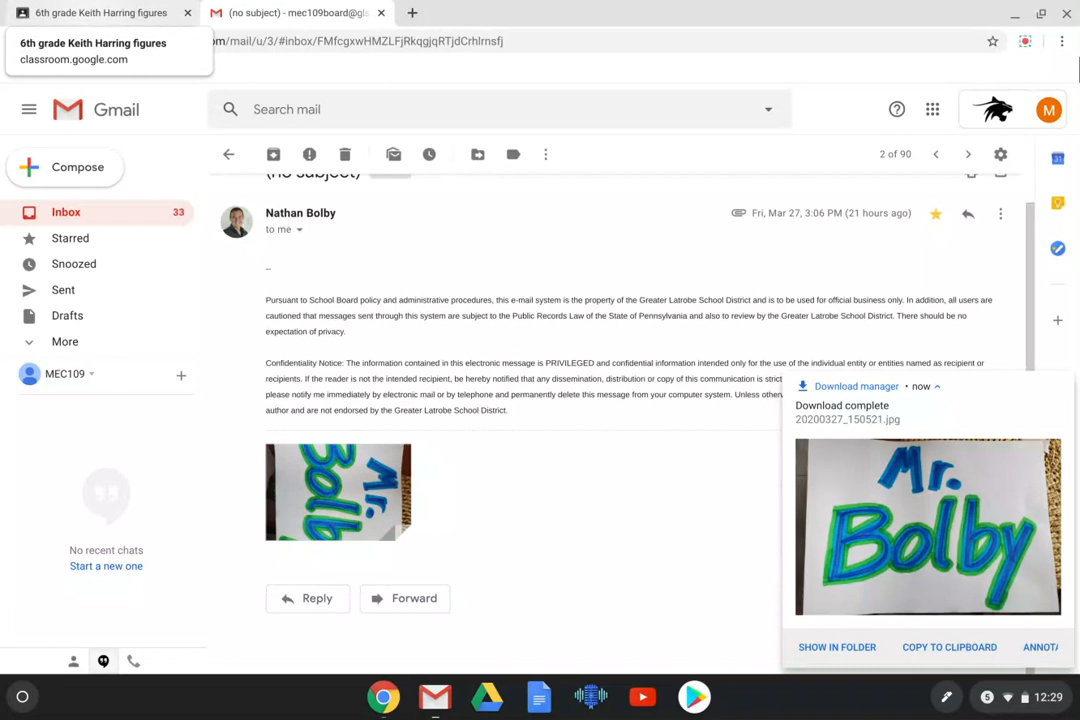 6th grade Keith Harring figures
(no subject) - mec109board@gls
6th grade Keith Harring figures
classroom.google.com
om/mail/u/3/#inbox/FMfcgxwHMZLFjRkqgjqRTjdCrhlrnsfj
Gmail
Search mail
M
Compose
2 of 90
31
(no subject)
Inbox 33
Starred
Snoozed
Sent
Drafts
More
MEC109
No recent chats
Start a new one
Nathan Bolby
Fri, Mar 27, 3:06 PM (21 hours ago)
to me
--
Pursuant to School Board policy and administrative procedures, this e-mail system is the property of the Greater Latrobe School District and is to be used for official business only. In addition, all users are
cautioned that messages sent through this system are subject to the Public Records Law of the State of Pennsylvania and also to review by the Greater Latrobe School District. There should be no
expectation of privacy.
Confidentiality Notice: The information contained in this electronic message is PRIVILEGED and confidential information intended only for the use of the individual entity or entities named as recipient or
recipients. If the reader is not the intended recipient, be hereby notified that any dissemination, distribution or copy of this communication is strict
please notify me immediately by electronic mail or by telephone and permanently delete this message from your computer system. Unless other
author and are not endorsed by the Greater Latrobe School District.
Mr.
Bolb
Reply
Forward
Download manager • now
Download complete
20200327_150521.jpg
Mr.
Bolby
SHOW IN FOLDER
COPY TO CLIPBOARD
ANNOTA
5
12:29